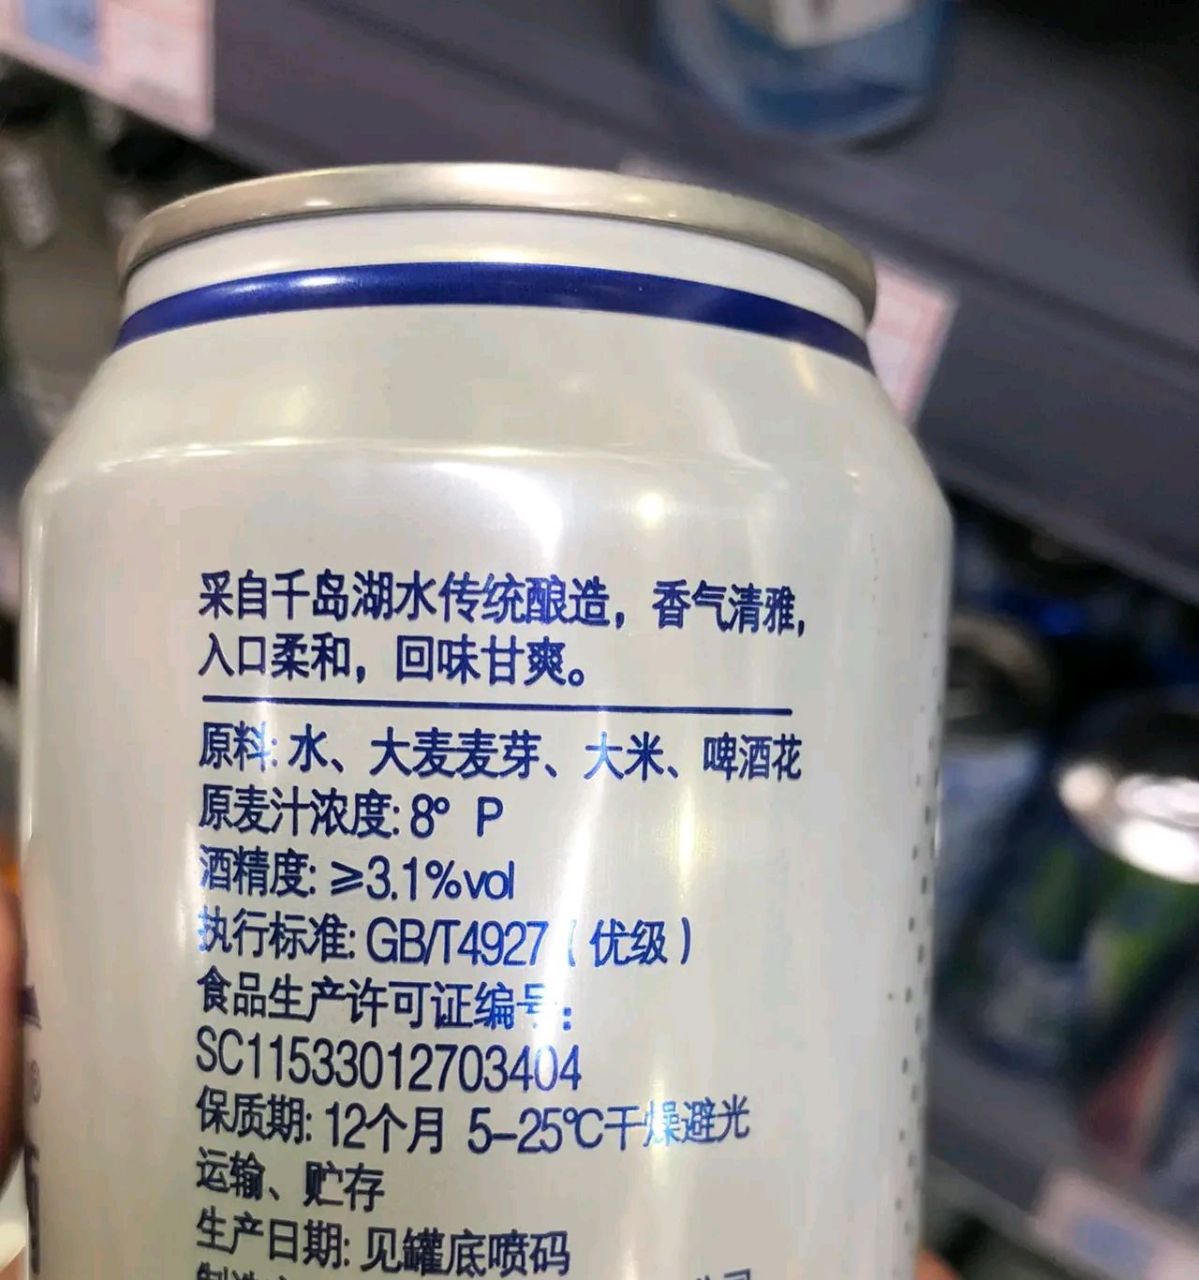 采自千岛湖水传统酿造，香气清雅，
入口柔和，回味甘爽。
原料:水、大麦麦芽、大米、啤酒花
原麦汁浓度:8° P
酒精度:≥3.1%vol
执行标准:GB/T4927（优级）
食品生产许可证编号：
SC11533012703404
保质期:12个月 5-25℃干燥避光
运输、贮存
生产日期:见罐底喷码